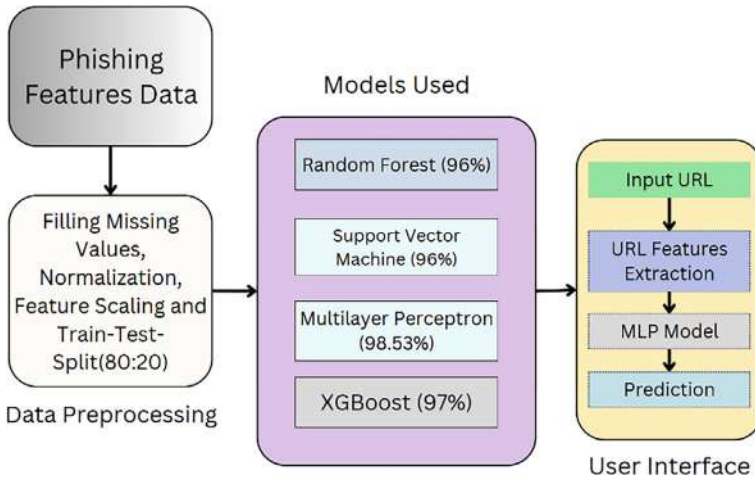 Phishing
Features Data
Filling Missing
Values,
Normalization,
Feature Scaling and
Train-Test-
Split(80:20)
Data Preprocessing
Models Used
Random Forest (96%)
Support Vector
Machine (96%)
Multilayer Perceptron
(98.53%)
XGBoost (97%)
Input URL
URL Features
Extraction
MLP Model
Prediction
User Interface